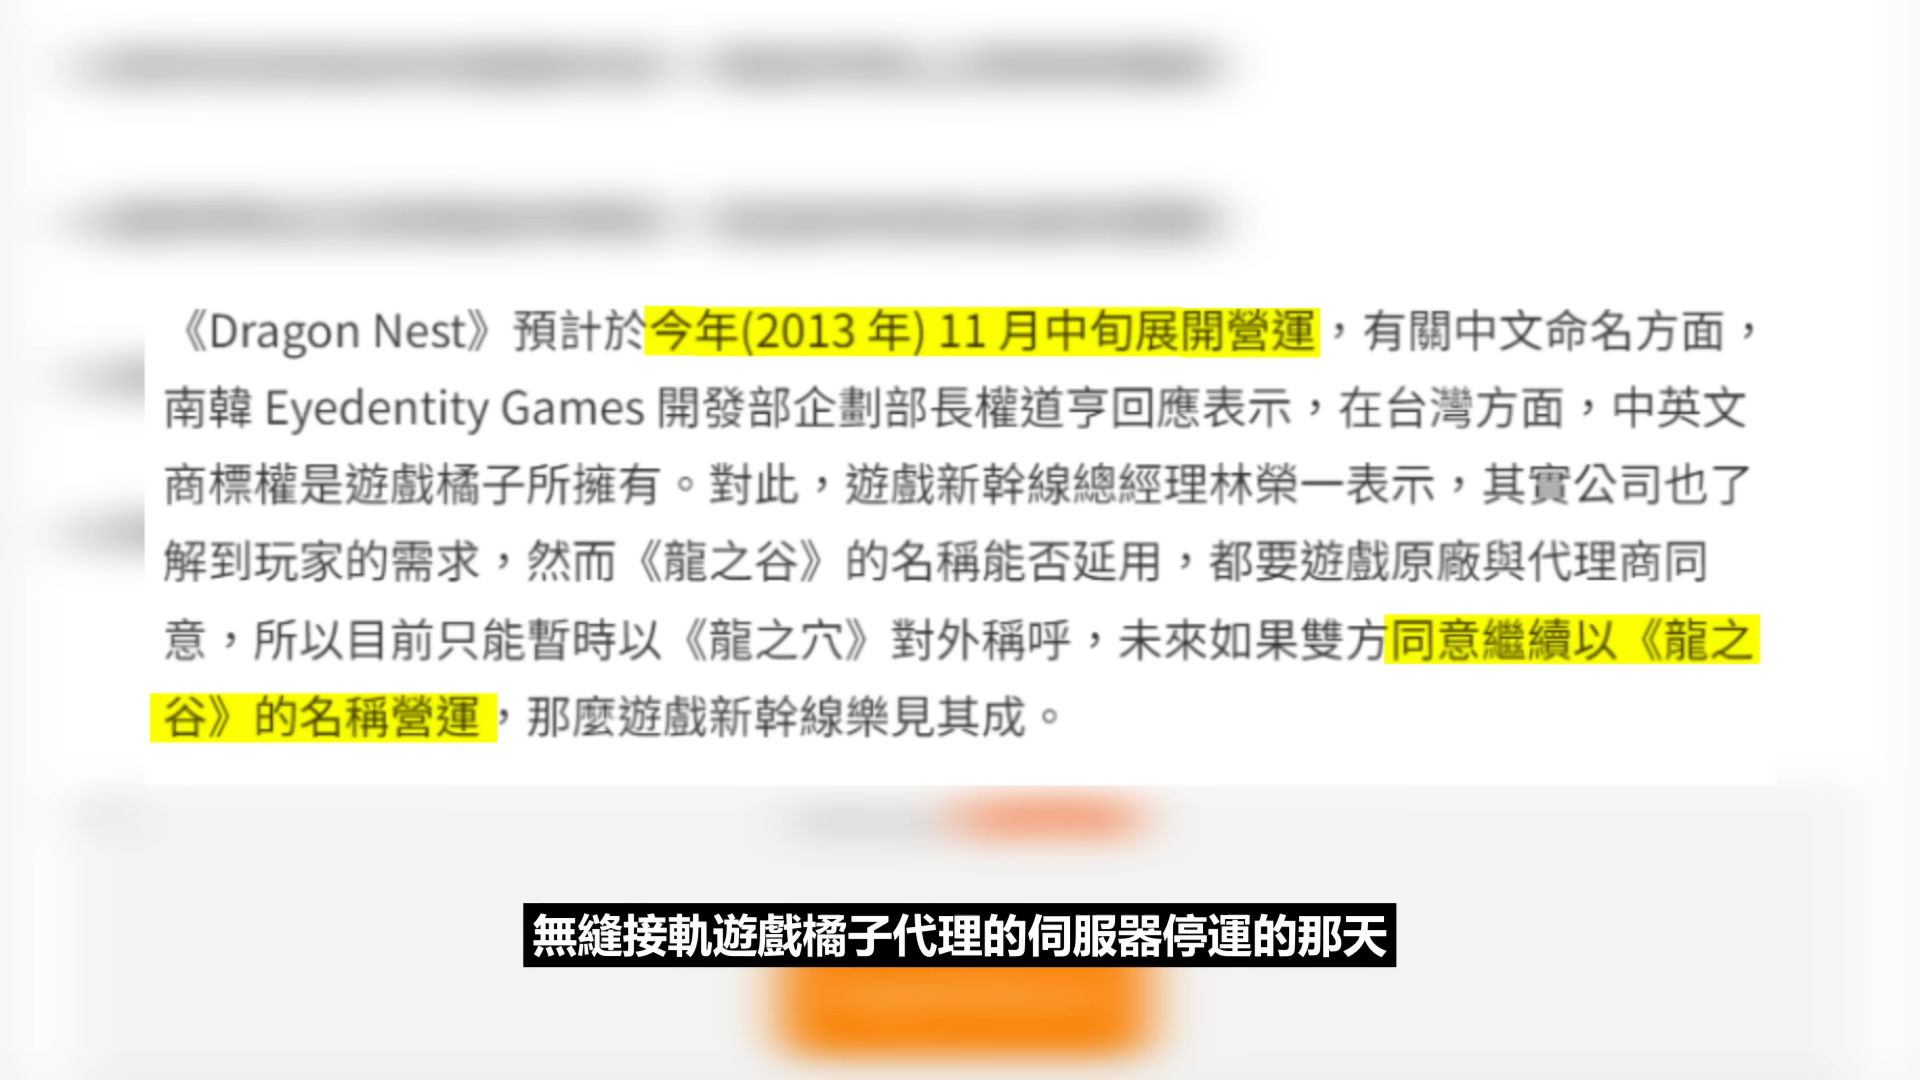 《Dragon Nest》預計於今年(2013 年) 11 月中旬展開營運，有關中文命名方面，
南韓 Eyedentity Games 開發部企劃部長權道亨回應表示，在台灣方面，中英文
商標權是遊戲橘子所擁有。對此，遊戲新幹線總經理林榮一表示，其實公司也了
解到玩家的需求，然而《龍之谷》的名稱能否延用，都要遊戲原廠與代理商同
意，所以目前只能暫時以《龍之穴》對外稱呼，未來如果雙方同意繼續以《龍之
谷》的名稱營運，那麼遊戲新幹線樂見其成。
無縫接軌遊戲橘子代理的伺服器停運的那天